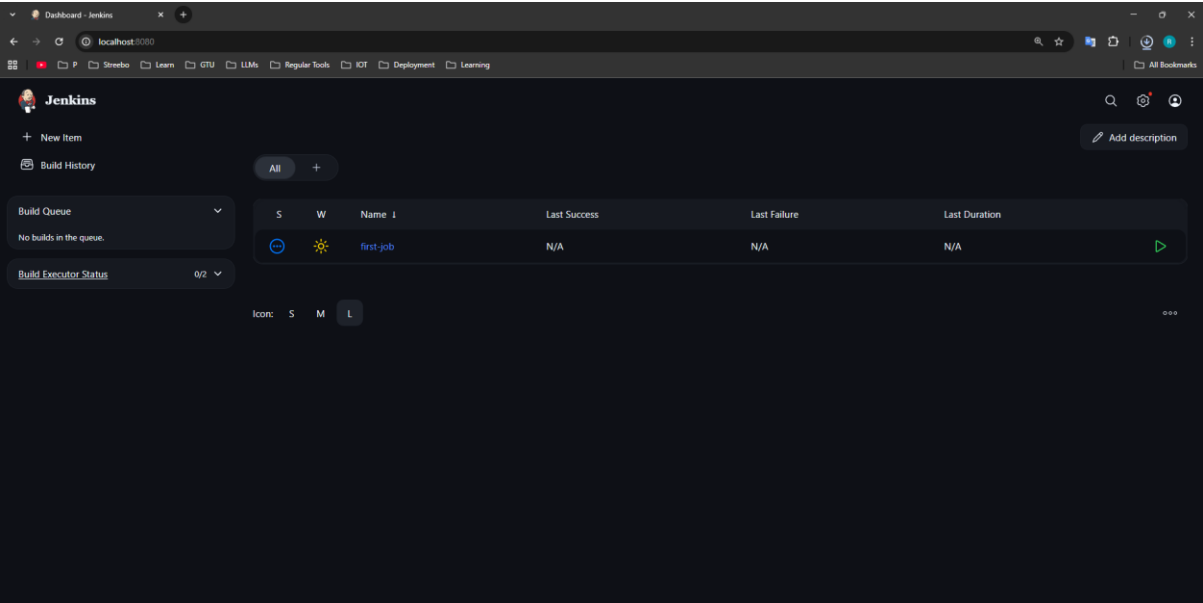 Dashboard - Jenkins
localhost:8080
P Streebo Learn GTU LLMs Regular Tools IOT Deployment Learning All Bookmarks
Jenkins
+ New Item
Add description
Build History
All +
Build Queue
No builds in the queue.
Build Executor Status 0/2
S W Name ↓ Last Success Last Failure Last Duration
first-job N/A N/A N/A
Icon: S M L